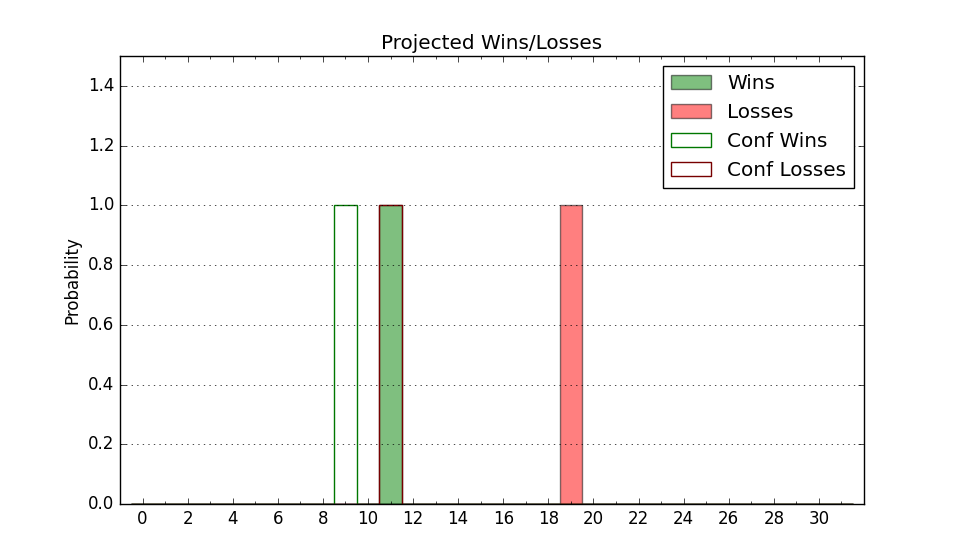 Projected Wins/Losses
Wins
Losses
Conf Wins
Conf Losses
Probability
1.4
1.2
1.0
0.8
0.6
0.4
0.2
0.0
0 2 4 6 8 10 12 14 16 18 20 22 24 26 28 30